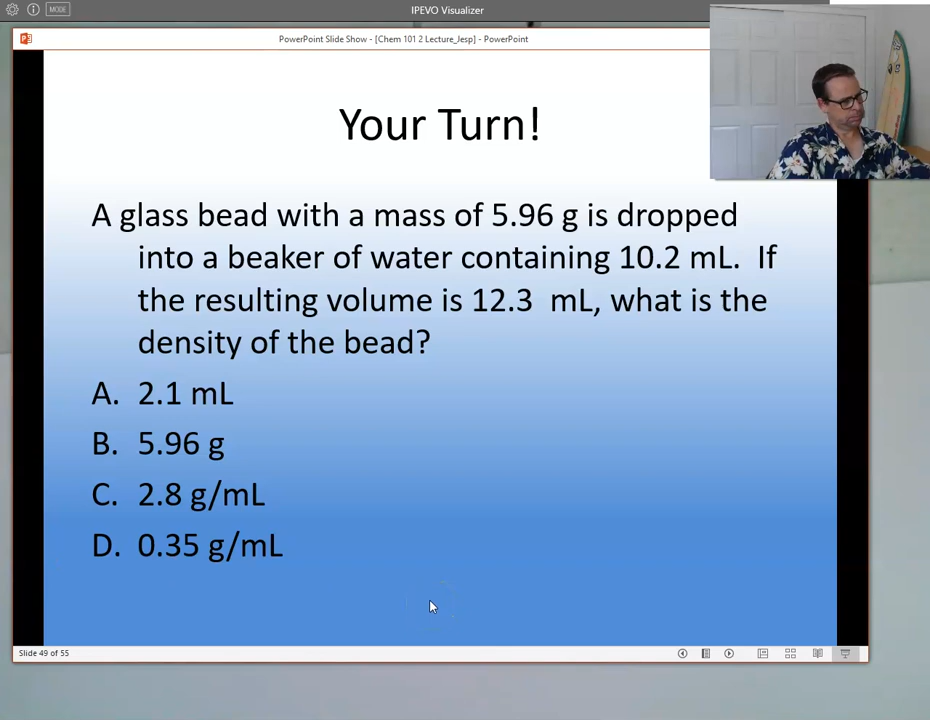 IPEVO Visualizer
MODE
PowerPoint Slide Show - [Chem 101 2 Lecture_Jesp] - PowerPoint
Your Turn!
A glass bead with a mass of 5.96 g is dropped
into a beaker of water containing 10.2 mL. If
the resulting volume is 12.3 mL, what is the
density of the bead?
A. 2.1 mL
B. 5.96 g
C. 2.8 g/mL
D. 0.35 g/mL
Slide 49 of 55